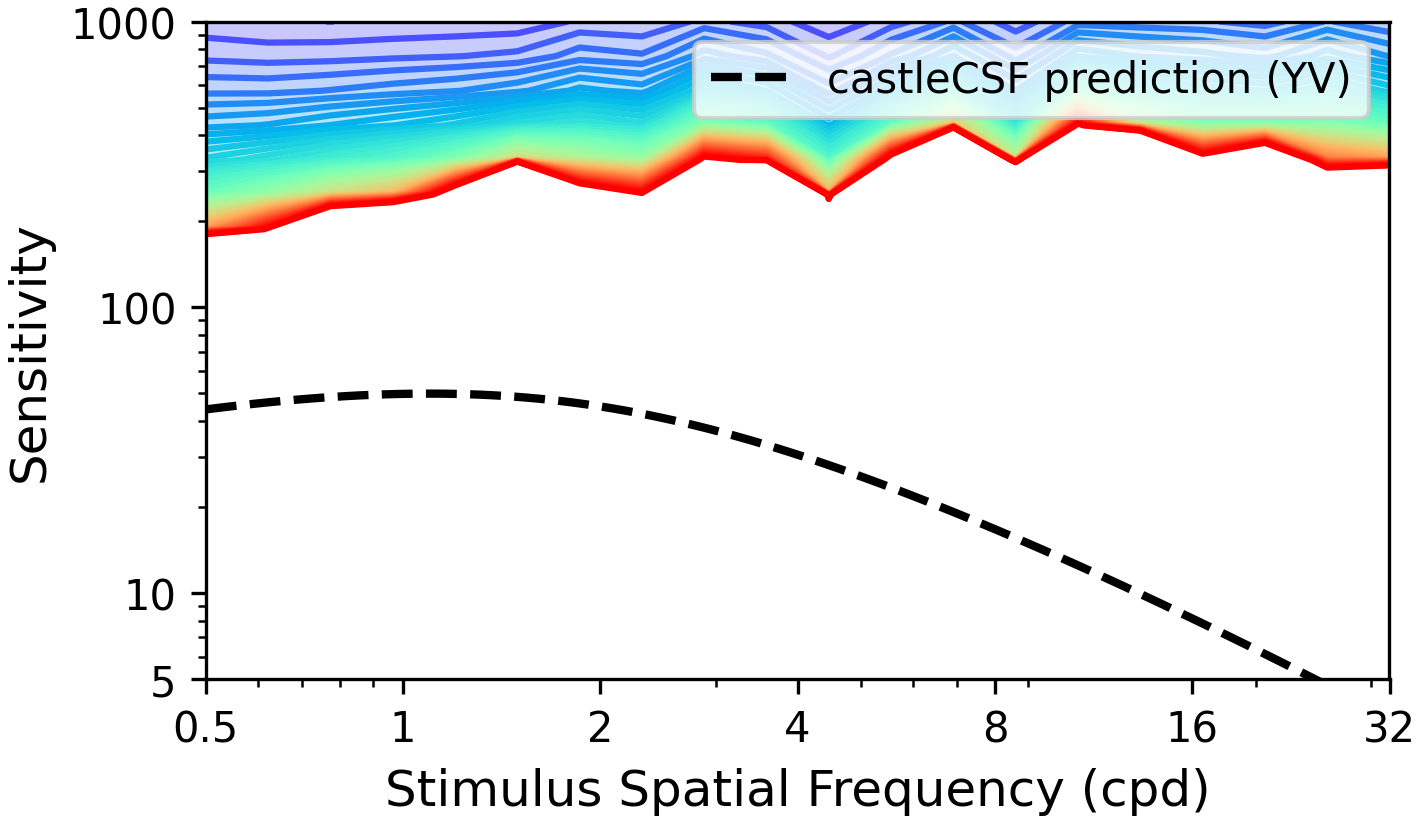 1000
100
10
5
Sensitivity
castleCSF prediction (YV)
0.5 1 2 4 8 16 32
Stimulus Spatial Frequency (cpd)